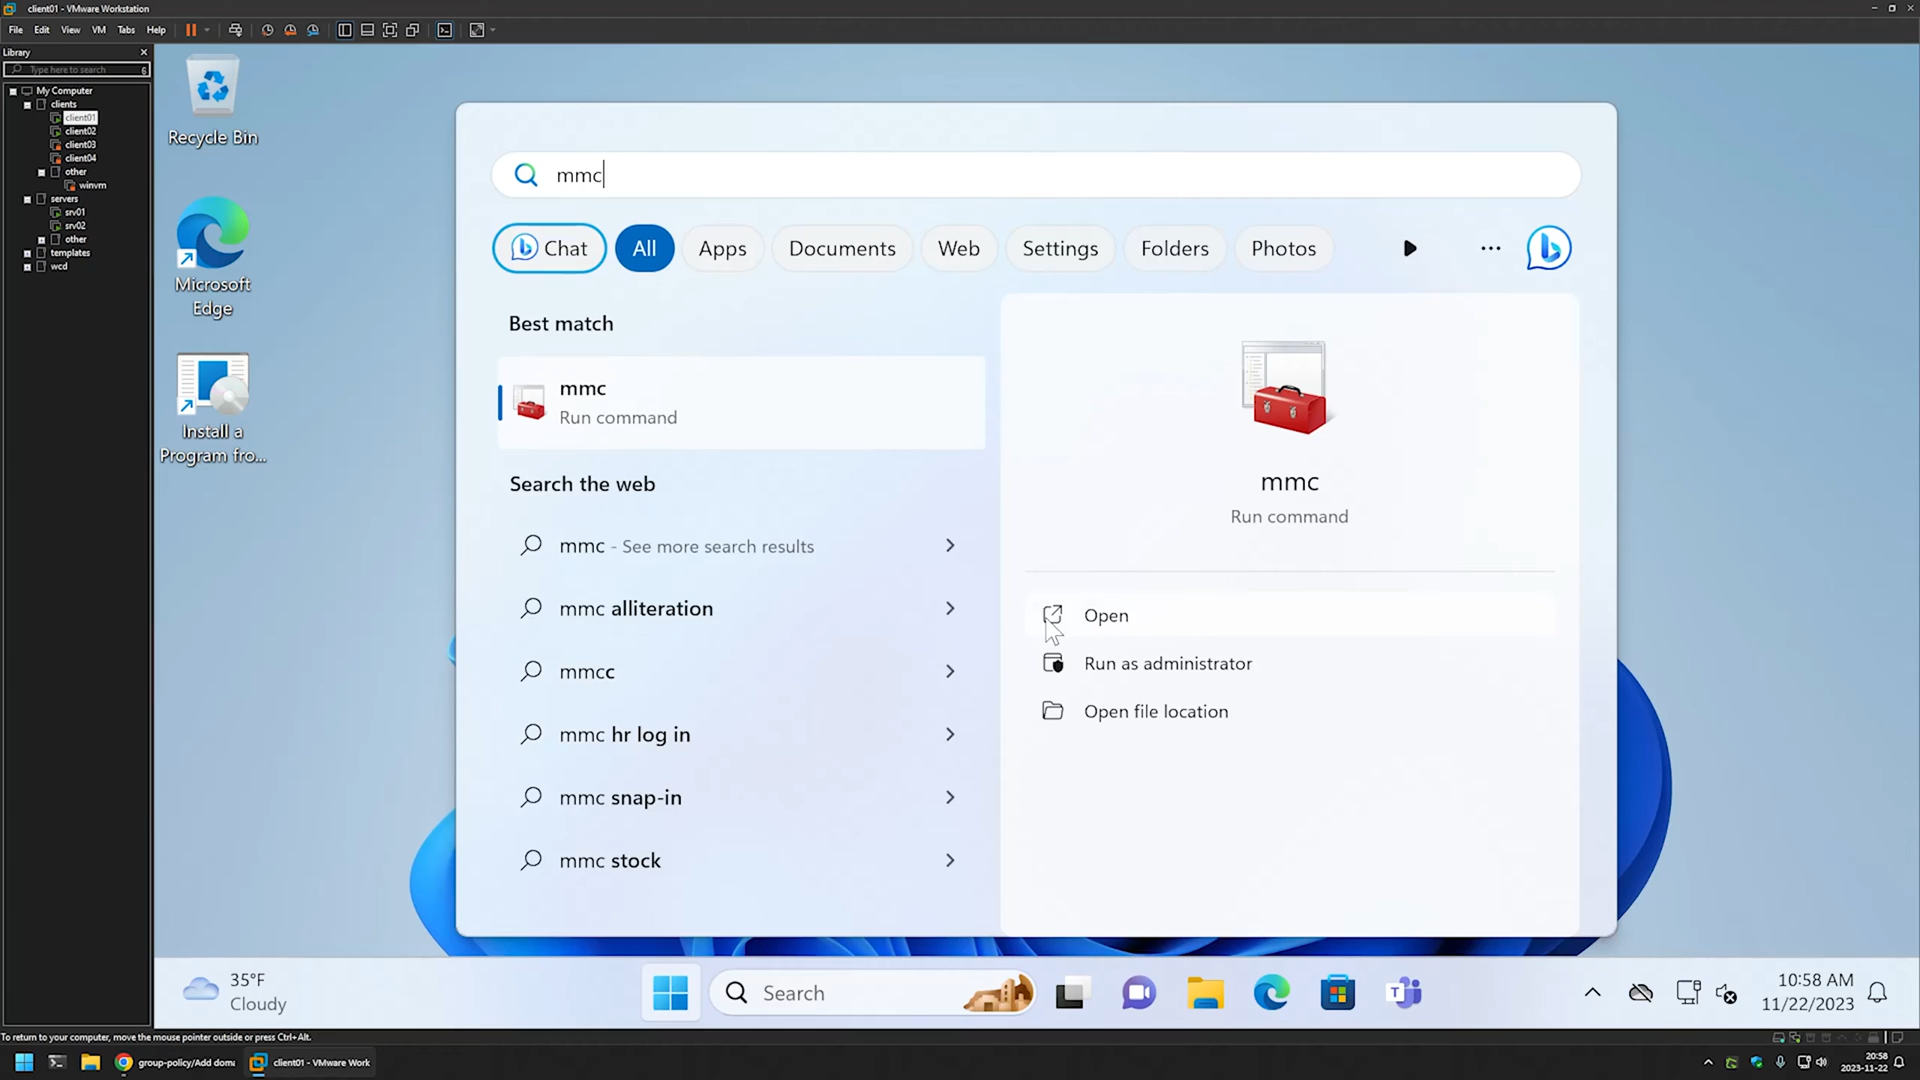 client01 - VMware Workstation
File Edit View VM Tabs Help
Library
Type here to search
My Computer
clients
client01
client02
client03
client04
other
winvm
servers
srv01
srv02
other
templates
wcd
Recycle Bin
Microsoft
Edge
Install a
Program fro...
mmc
Chat All Apps Documents Web Settings Folders Photos
Best match
mmc
Run command
Search the web
mmc - See more search results
mmc alliteration
mmcc
mmc hr log in
mmc snap-in
mmc stock
mmc
Run command
Open
Run as administrator
Open file location
35°F
Cloudy
Search
10:58 AM
11/22/2023
To return to your computer, move the mouse pointer outside or press Ctrl+Alt.
group-policy/Add doma
client01 - VMware Work
20:58
2023-11-22